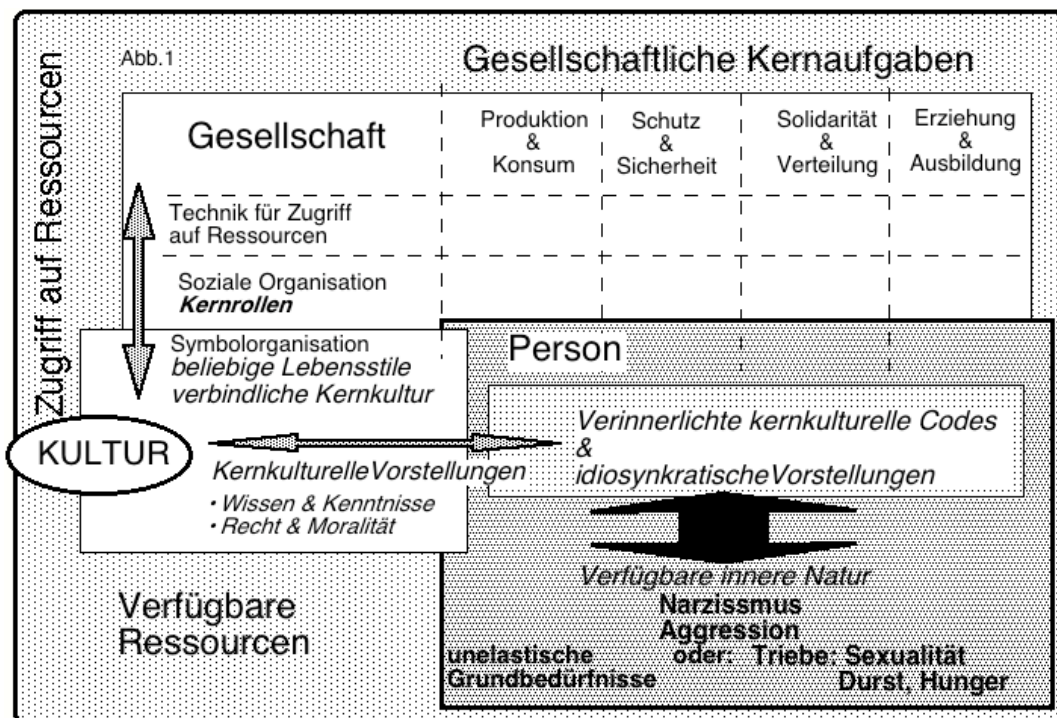 Zugriff auf Ressourcen
Abb.1
Gesellschaftliche Kernaufgaben
Gesellschaft
Produktion
&
Konsum
Schutz
&
Sicherheit
Solidarität
&
Verteilung
Erziehung
&
Ausbildung
Technik für Zugriff
auf Ressourcen
Soziale Organisation
Kernrollen
Symbolorganisation
beliebige Lebensstile
verbindliche Kernkultur
KULTUR
Kernkulturelle Vorstellungen
• Wissen & Kenntnisse
• Recht & Moralität
Person
Verinnerlichte kernkulturelle Codes
&
idiosynkratische Vorstellungen
Verfügbare innere Natur
Narzissmus
Aggression
unelastische oder: Triebe: Sexualität
Grundbedürfnisse Durst, Hunger
Verfügbare
Ressourcen